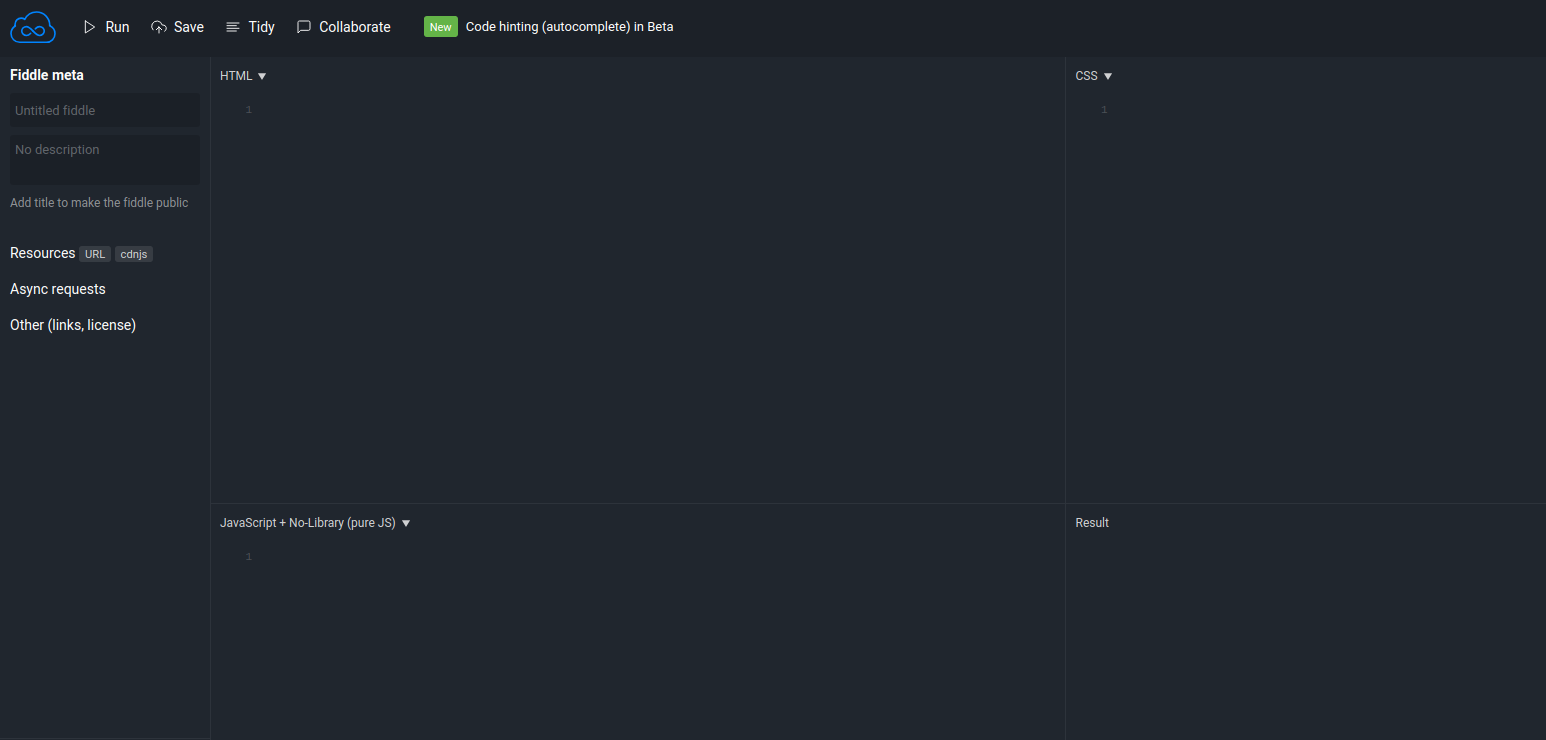 Run Save Tidy Collaborate New Code hinting (autocomplete) in Beta
Fiddle meta
Untitled fiddle
No description
Add title to make the fiddle public
Resources URL cdnjs
Async requests
Other (links, license)
HTML ▼
1
CSS ▼
1
JavaScript + No-Library (pure JS) ▼
1
Result